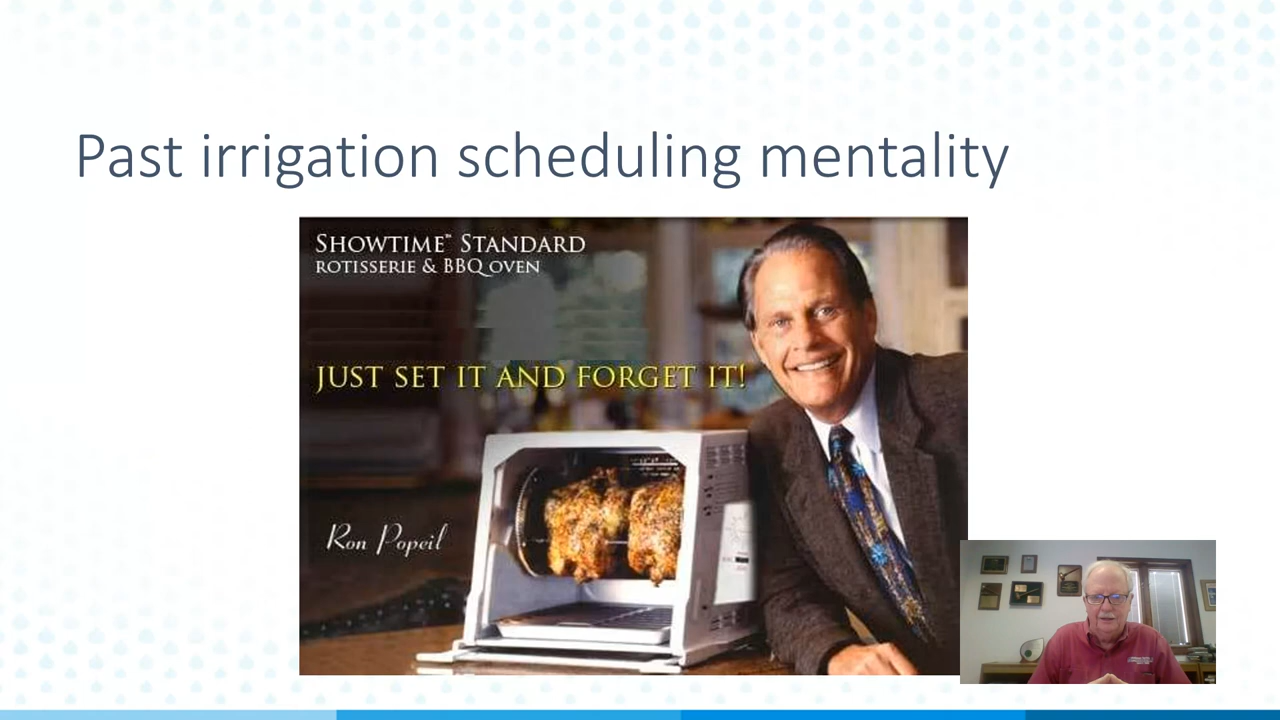 Past irrigation scheduling mentality
SHOWTIME™ STANDARD
ROTISSERIE & BBQ OVEN
JUST SET IT AND FORGET IT!
Ron Popeil